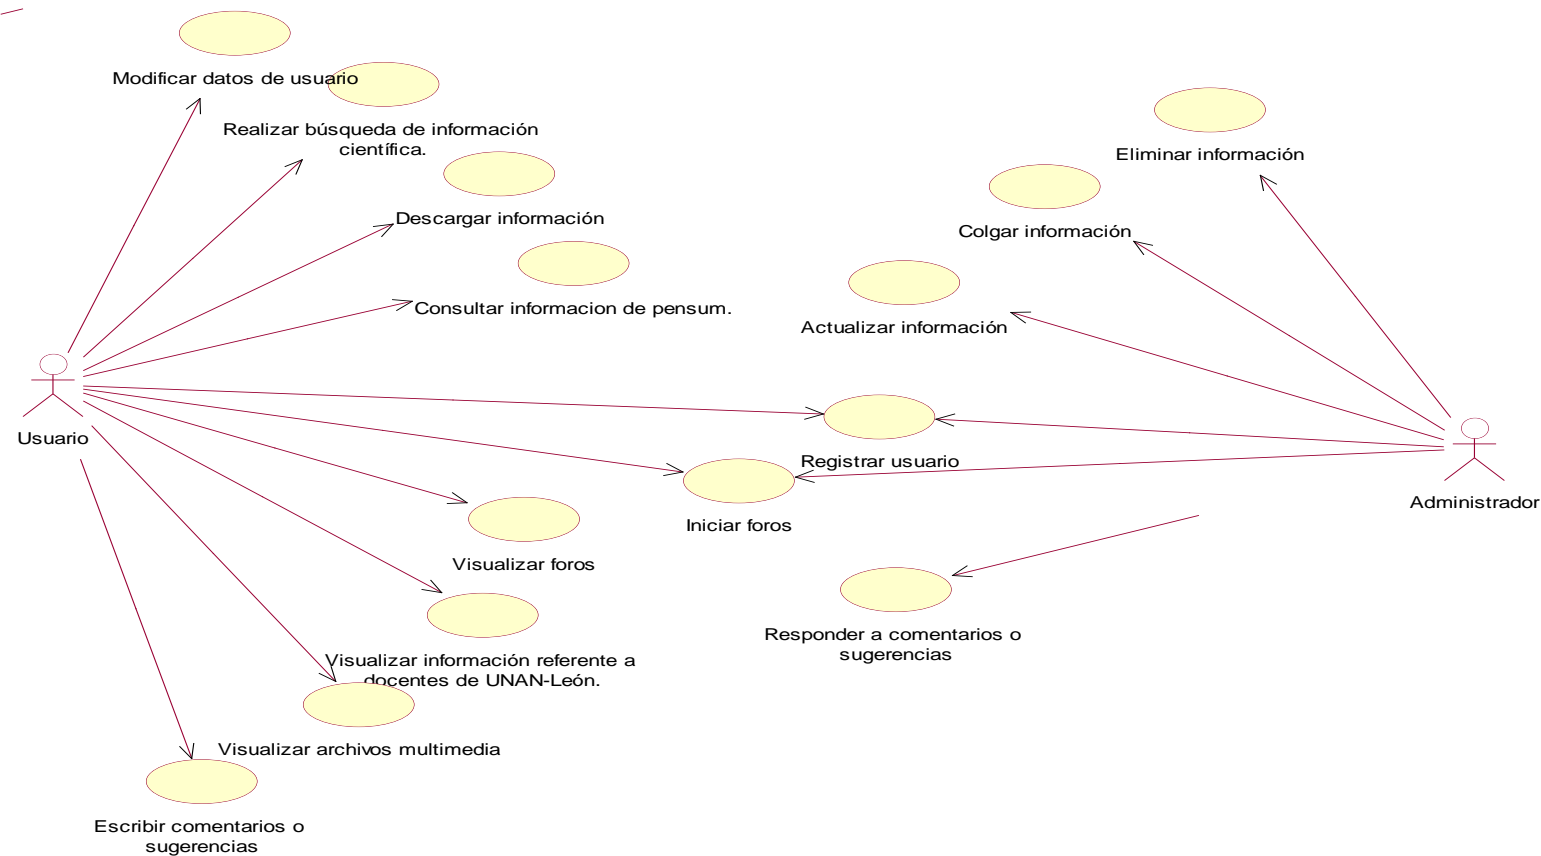 Modificar datos de usuario
Realizar búsqueda de información
científica.
Descargar información
Consultar informacion de pensum.
Eliminar información
Colgar información
Actualizar información
Usuario
Registrar usuario
Administrador
Iniciar foros
Visualizar foros
Responder a comentarios o
sugerencias
Visualizar información referente a
docentes de UNAN-León.
Visualizar archivos multimedia
Escribir comentarios o
sugerencias